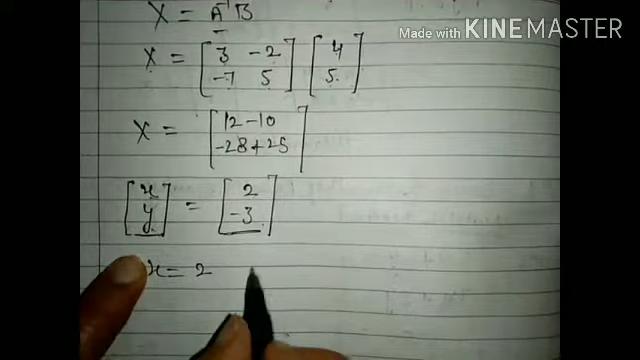 X = A⁻¹B
Made with KINEMASTER
X = [3 -2 -7 5] [4 5]
X = [12-10 -28+25]
[x y] = [2 -3]
x = 2